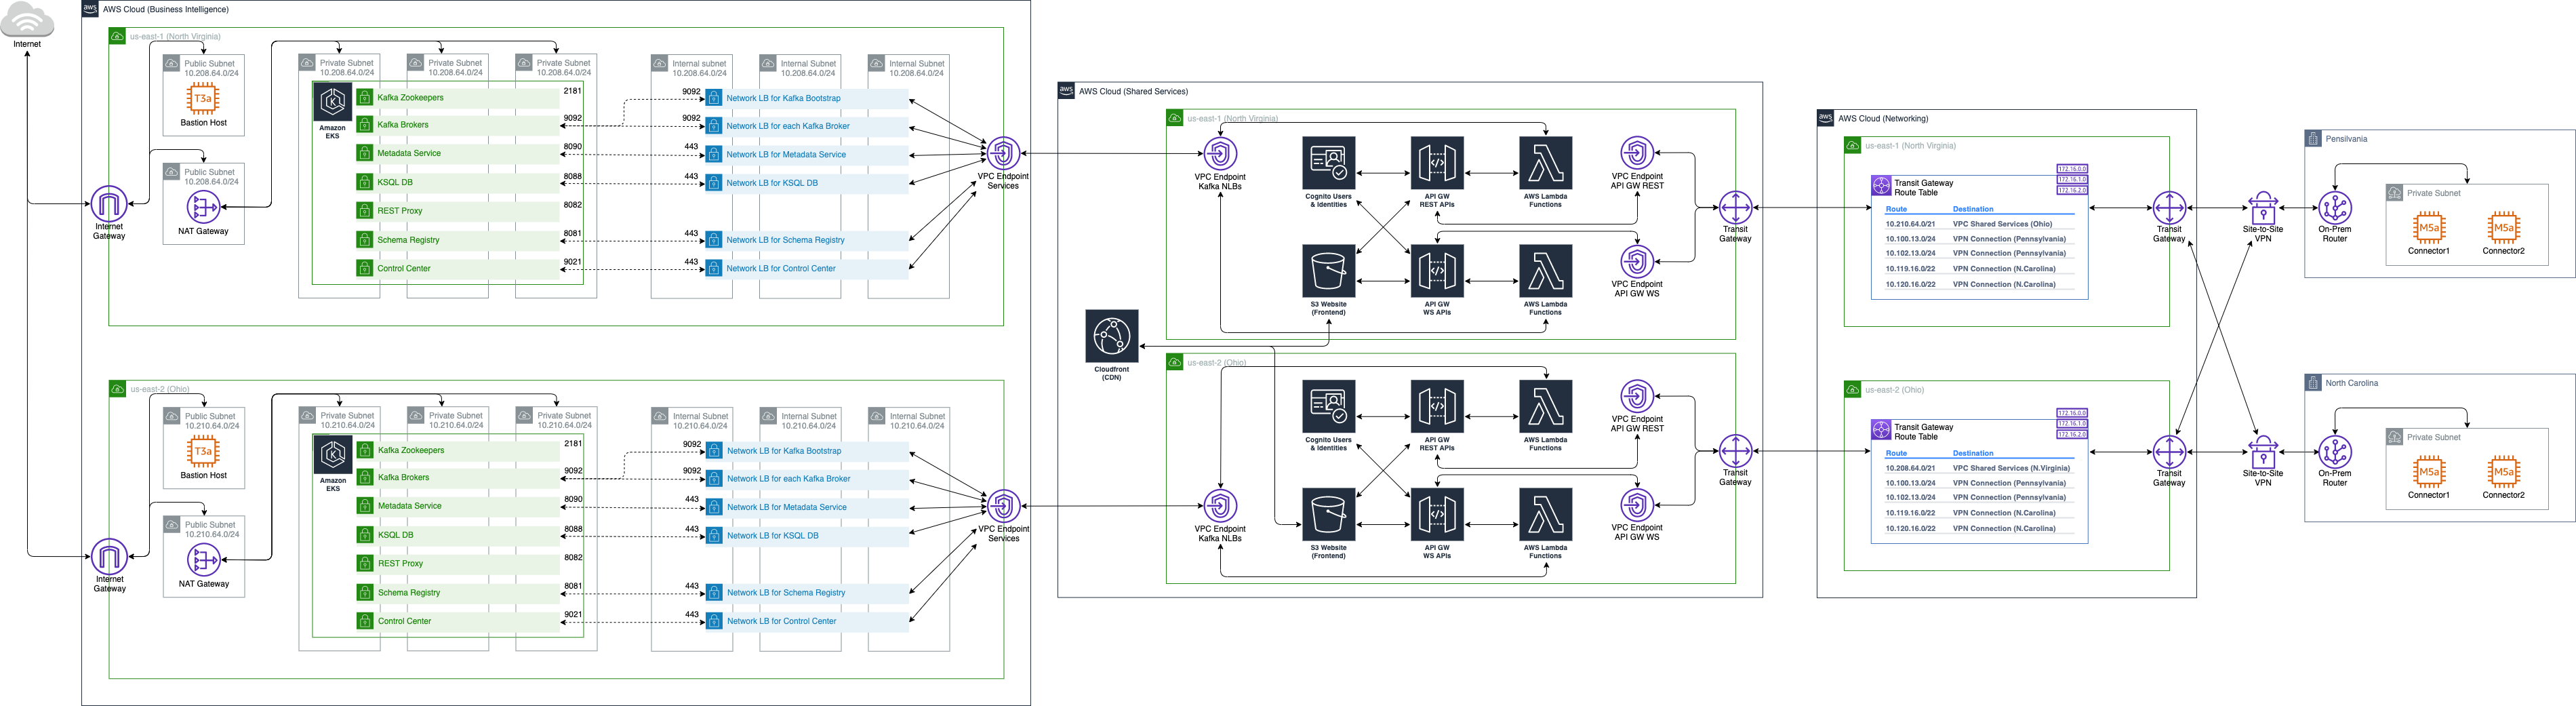 Internet
aws
AWS Cloud (Business Intelligence)
us-east-1 (North Virginia)
Public Subnet
10.208.64.0/24
T3a
Bastion Host
Public Subnet
10.208.64.0/24
NAT Gateway
Internet
Gateway
Private Subnet
10.208.64.0/24
Private Subnet
10.208.64.0/24
Private Subnet
10.208.64.0/24
Amazon
EKS
Kafka Zookeepers
2181
Kafka Brokers
9092
Metadata Service
8090
KSQL DB
8088
REST Proxy
8082
Schema Registry
8081
Control Center
9021
Internal subnet
10.208.64.0/24
Internal Subnet
10.208.64.0/24
Internal Subnet
10.208.64.0/24
9092
Network LB for Kafka Bootstrap
9092
Network LB for each Kafka Broker
443
Network LB for Metadata Service
443
Network LB for KSQL DB
443
Network LB for Schema Registry
443
Network LB for Control Center
VPC Endpoint
Services
us-east-2 (Ohio)
Public Subnet
10.210.64.0/24
T3a
Bastion Host
Public Subnet
10.210.64.0/24
NAT Gateway
Internet
Gateway
Private Subnet
10.210.64.0/24
Private Subnet
10.210.64.0/24
Private Subnet
10.210.64.0/24
Amazon
EKS
Kafka Zookeepers
2181
Kafka Brokers
9092
Metadata Service
8090
KSQL DB
8088
REST Proxy
8082
Schema Registry
8081
Control Center
9021
Internal Subnet
10.210.64.0/24
Internal Subnet
10.210.64.0/24
Internal Subnet
10.210.64.0/24
9092
Network LB for Kafka Bootstrap
9092
Network LB for each Kafka Broker
443
Network LB for Metadata Service
443
Network LB for KSQL DB
443
Network LB for Schema Registry
443
Network LB for Control Center
VPC Endpoint
Services
aws
AWS Cloud (Shared Services)
Cloudfront
(CDN)
us-east-1 (North Virginia)
VPC Endpoint
Kafka NLBs
Cognito Users
& Identities
API GW
REST APIs
AWS Lambda
Functions
VPC Endpoint
API GW REST
S3 Website
(Frontend)
API GW
WS APIs
AWS Lambda
Functions
VPC Endpoint
API GW WS
Transit
Gateway
us-east-2 (Ohio)
VPC Endpoint
Kafka NLBs
Cognito Users
& Identities
API GW
REST APIs
AWS Lambda
Functions
VPC Endpoint
API GW REST
S3 Website
(Frontend)
API GW
WS APIs
AWS Lambda
Functions
VPC Endpoint
API GW WS
Transit
Gateway
aws
AWS Cloud (Networking)
us-east-1 (North Virginia)
172.16.0.0
172.16.1.0
172.16.2.0
Transit Gateway
Route Table
Route Destination
10.210.64.0/21 VPC Shared Services (Ohio)
10.100.13.0/24 VPN Connection (Pennsylvania)
10.102.13.0/24 VPN Connection (Pennsylvania)
10.119.16.0/22 VPN Connection (N.Carolina)
10.120.16.0/22 VPN Connection (N.Carolina)
Transit
Gateway
us-east-2 (Ohio)
172.16.0.0
172.16.1.0
172.16.2.0
Transit Gateway
Route Table
Route Destination
10.208.64.0/21 VPC Shared Services (N.Virginia)
10.100.13.0/24 VPN Connection (Pennsylvania)
10.102.13.0/24 VPN Connection (Pennsylvania)
10.119.16.0/22 VPN Connection (N.Carolina)
10.120.16.0/22 VPN Connection (N.Carolina)
Transit
Gateway
Site-to-Site
VPN
Site-to-Site
VPN
Pensilvania
On-Prem
Router
Private Subnet
M5a
Connector1
M5a
Connector2
North Carolina
On-Prem
Router
Private Subnet
M5a
Connector1
M5a
Connector2